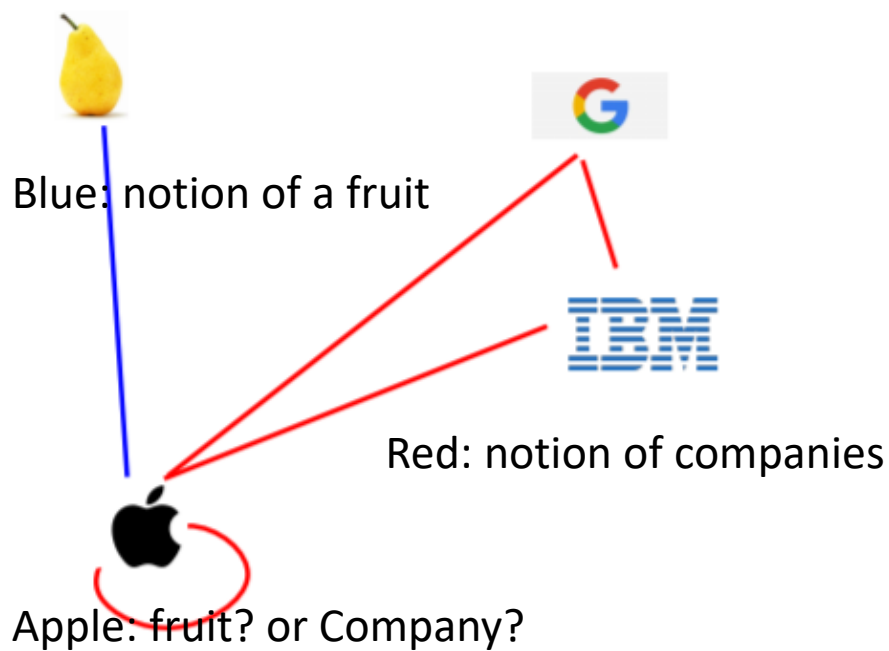 Blue: notion of a fruit
IBM
Red: notion of companies
Apple: fruit? or Company?